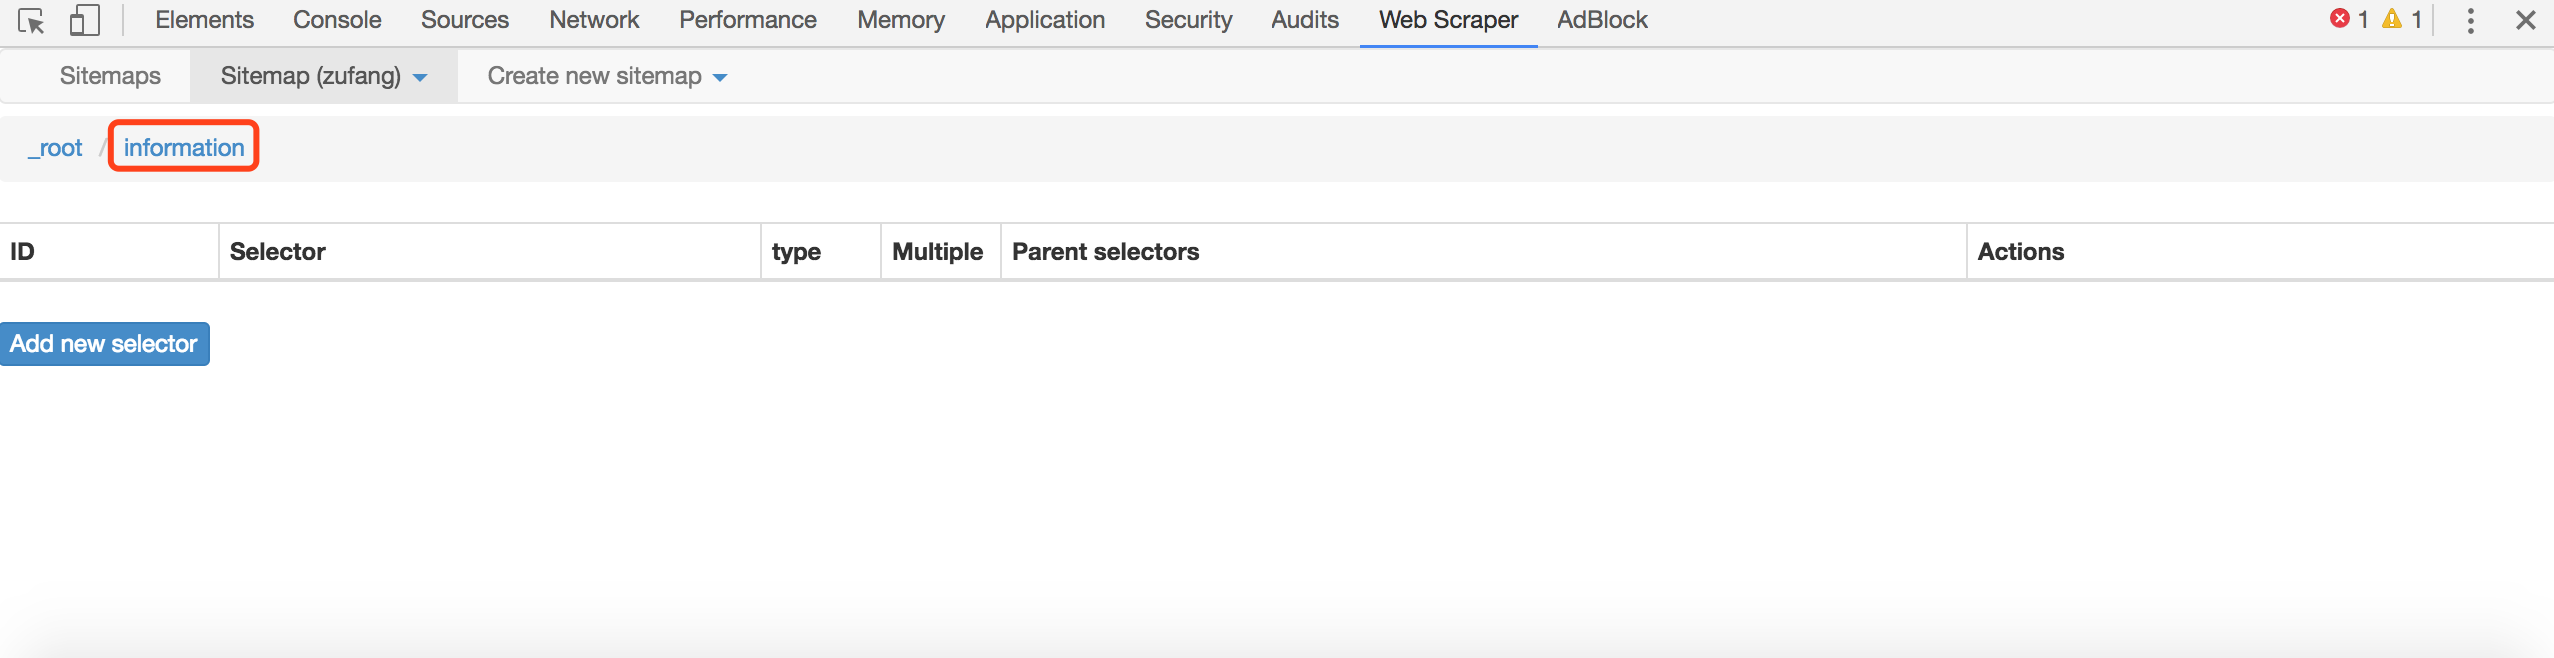 Elements Console Sources Network Performance Memory Application Security Audits Web Scraper AdBlock 1 1
Sitemaps Sitemap (zufang) Create new sitemap
_root / information
ID Selector type Multiple Parent selectors Actions
Add new selector